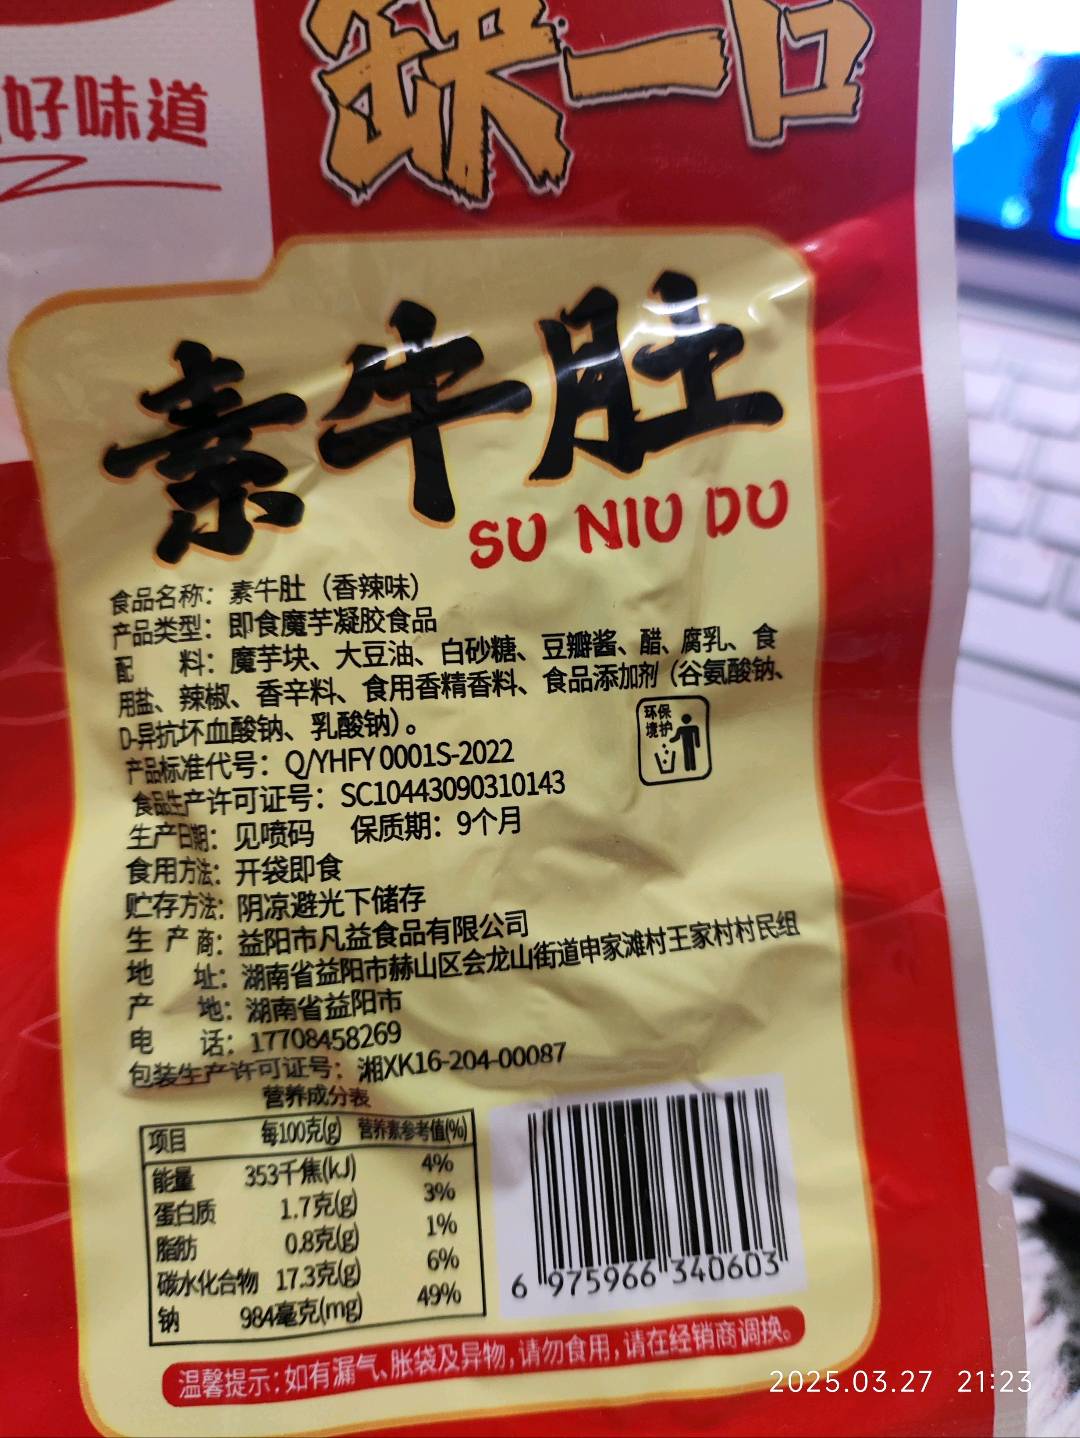 好味道
缺一口
素牛肚
SU NIU DU
食品名称：素牛肚（香辣味）
产品类型：即食魔芋凝胶食品
配 料：魔芋块、大豆油、白砂糖、豆瓣酱、醋、腐乳、食
用盐、辣椒、香辛料、食用香精香料、食品添加剂（谷氨酸钠、
D-异抗坏血酸钠、乳酸钠）。
环保
境护
产品标准代号：Q/YHFY 0001S-2022
食品生产许可证号：SC10443090310143
生产日期：见喷码 保质期：9个月
食用方法：开袋即食
贮存方法：阴凉避光下储存
生 产 商：益阳市凡益食品有限公司
地 址：湖南省益阳市赫山区会龙山街道申家滩村王家村村民组
产 地：湖南省益阳市
电 话：17708458269
包装生产许可证号：湘XK16-204-00087
营养成分表
项目 每100克(g) 营养素参考值(%)
能量 353千焦(kJ) 4%
蛋白质 1.7克(g) 3%
脂肪 0.8克(g) 1%
碳水化合物 17.3克(g) 6%
钠 984毫克(mg) 49%
6 975966 340603
温馨提示：如有漏气、胀袋及异物，请勿食用，请在经销商调换。
2025.03.27 21:23